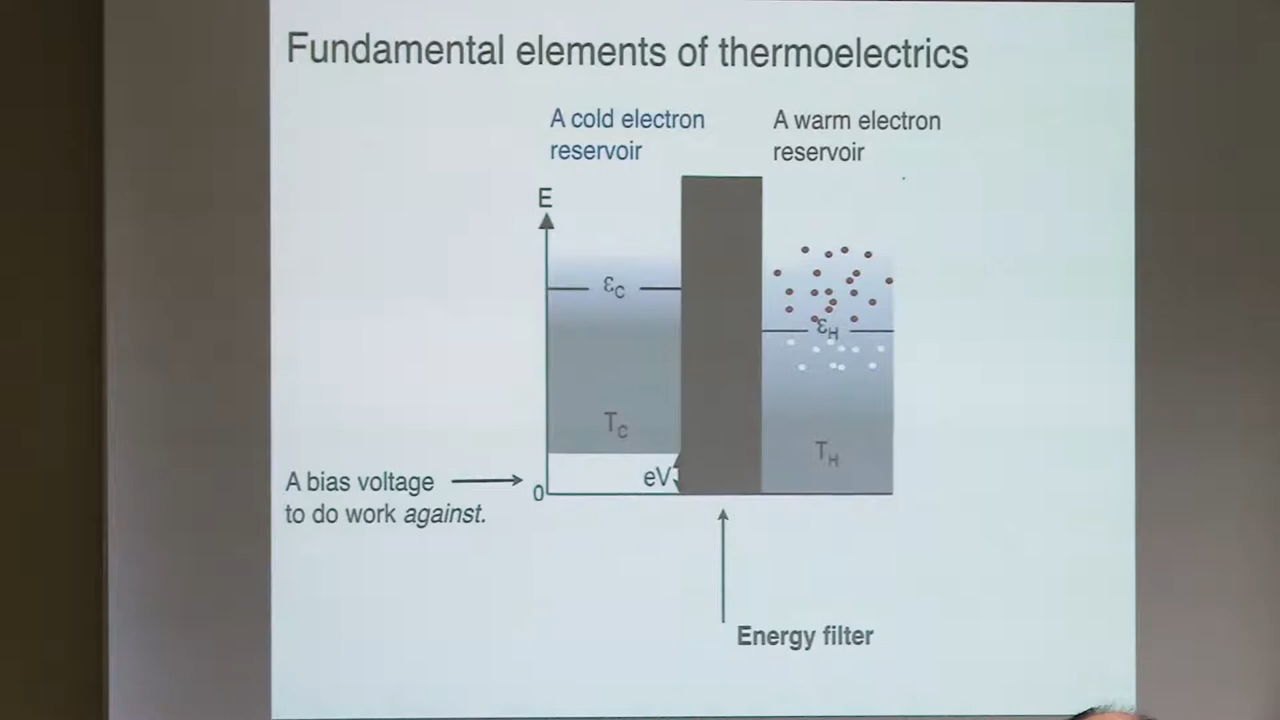 Fundamental elements of thermoelectrics
A cold electron
reservoir
A warm electron
reservoir
E
εC
εH
TC
TH
A bias voltage
to do work against.
eV
0
Energy filter